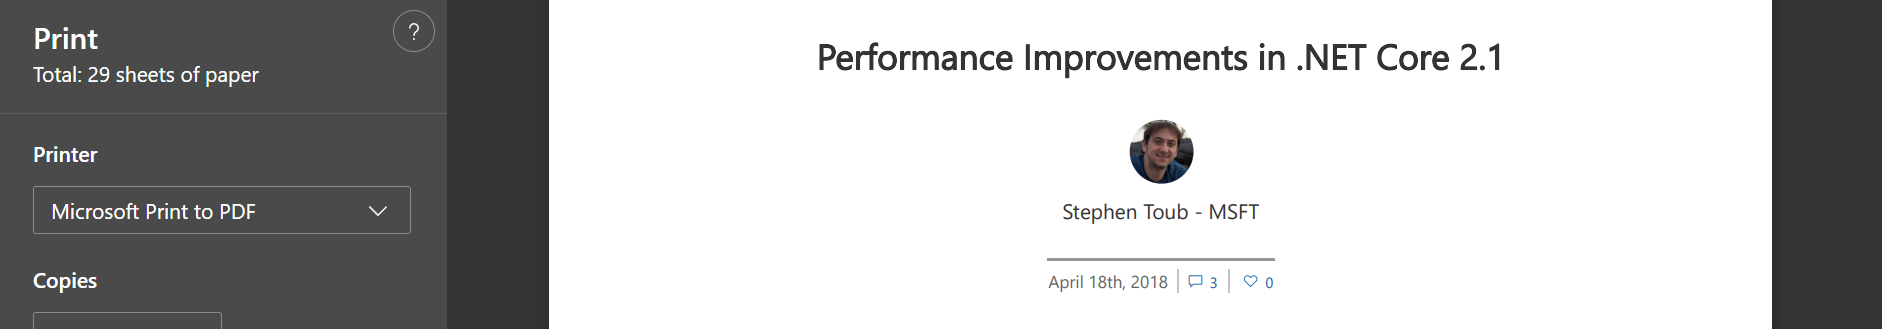 Print
?
Total: 29 sheets of paper
Printer
Microsoft Print to PDF
Copies
Performance Improvements in .NET Core 2.1
Stephen Toub - MSFT
April 18th, 2018 3 0